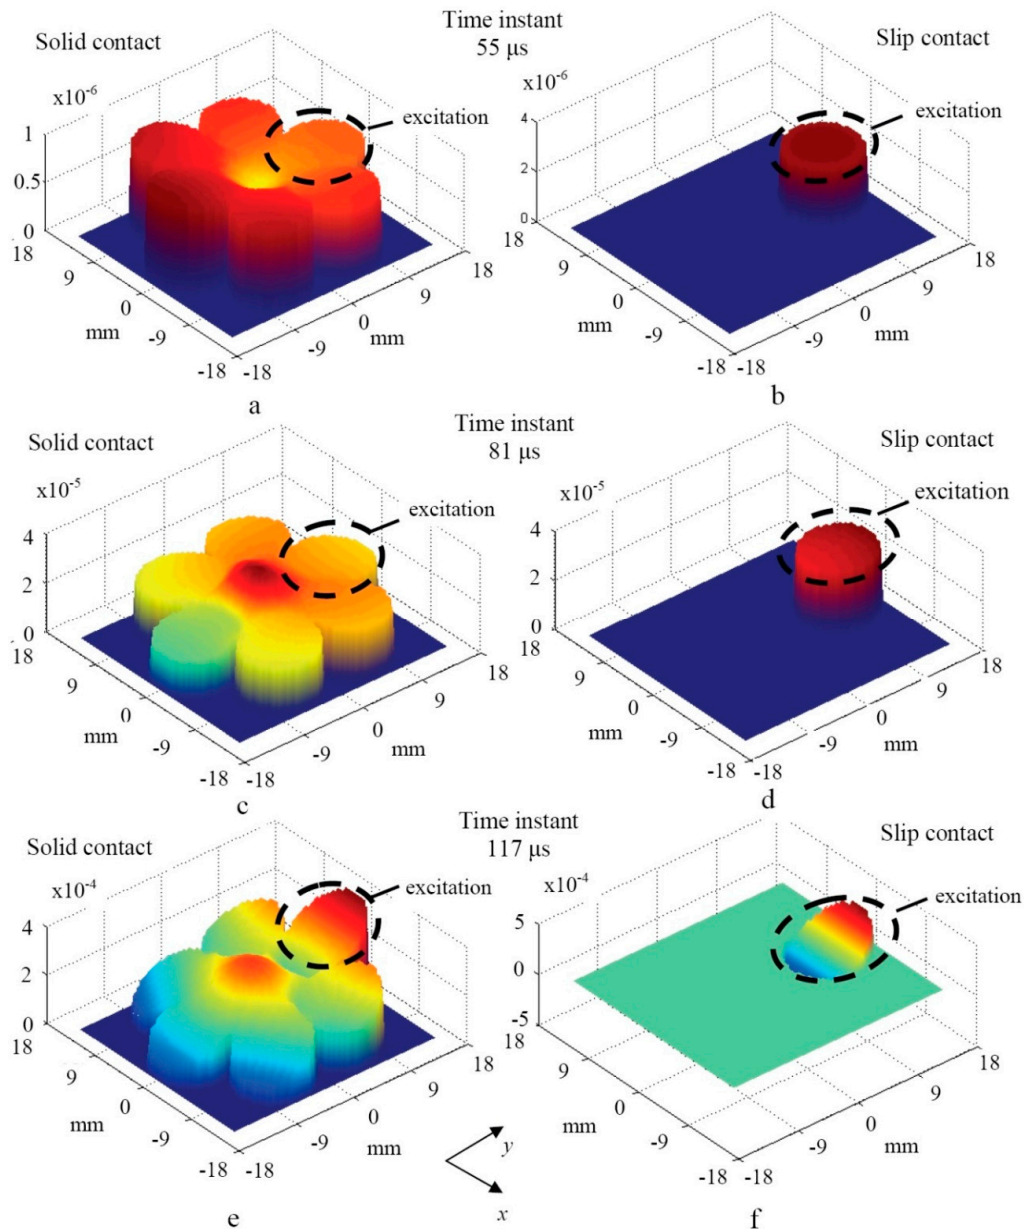 Solid contact
Time instant
55 μs
Slip contact
x10-6
1
0.5
0
excitation
18
9
0
mm
-9
-18
-18
-9
0
mm
9
18
a
x10-6
4
2
0
excitation
18
9
0
mm
-9
-18
-18
-9
0
mm
9
18
b
Solid contact
Time instant
81 μs
Slip contact
x10-5
4
2
0
excitation
18
9
0
mm
-9
-18
-18
-9
0
mm
9
18
c
x10-5
4
2
0
excitation
18
9
0
mm
-9
-18
-18
-9
0
mm
9
18
d
Solid contact
Time instant
117 μs
Slip contact
x10-4
4
2
0
excitation
18
9
0
mm
-9
-18
-18
-9
0
mm
9
18
e
x10-4
5
0
-5
excitation
18
9
0
mm
-9
-18
-18
-9
0
mm
9
18
f
y
x